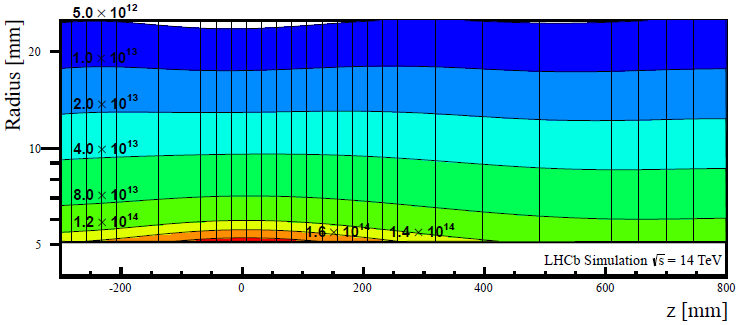 5.0 × 10¹²
1.0 × 10¹³
2.0 × 10¹³
4.0 × 10¹³
8.0 × 10¹³
1.2 × 10¹⁴
1.6 × 10¹⁴
1.4 × 10¹⁴
Radius [mm]
20
10
5
LHCb Simulation √s = 14 TeV
-200 0 200 400 600 800
z [mm]